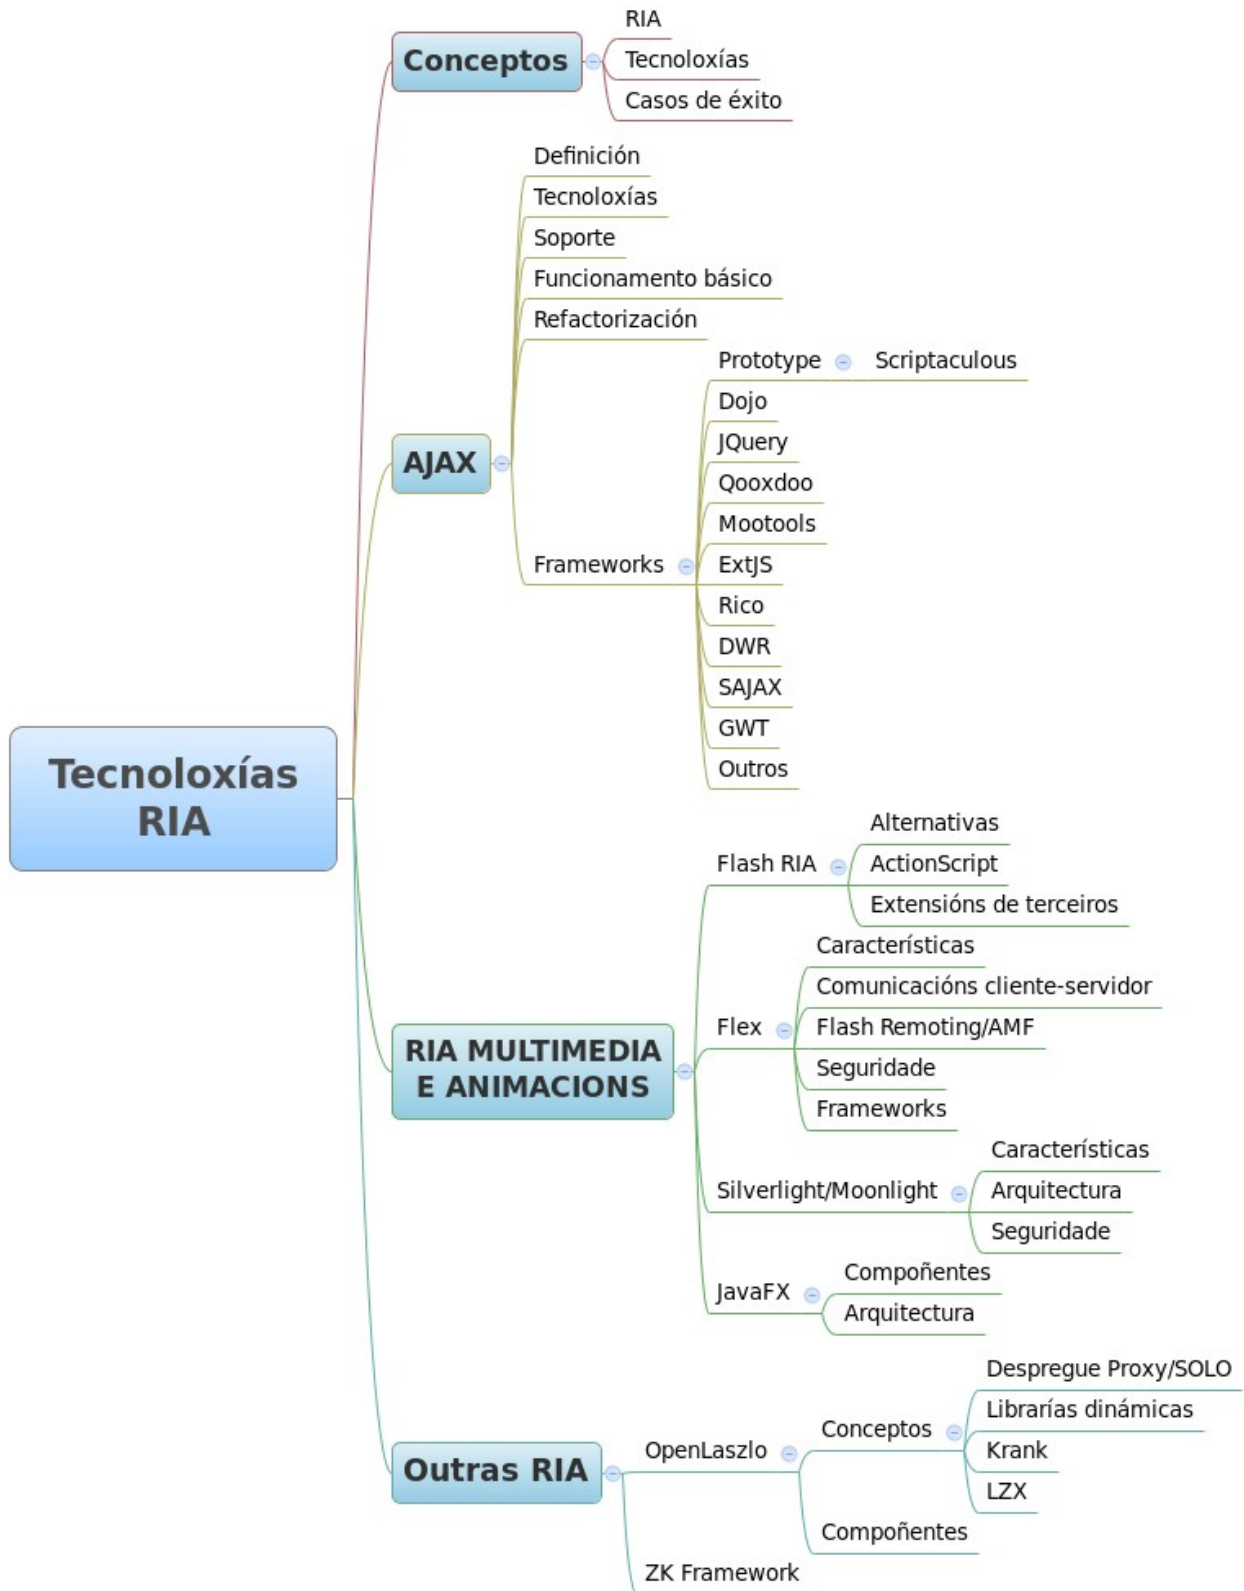 Tecnoloxías
RIA
Conceptos
RIA
Tecnoloxías
Casos de éxito
AJAX
Definición
Tecnoloxías
Soporte
Funcionamento básico
Refactorización
Frameworks
Prototype
Scriptaculous
Dojo
JQuery
Qooxdoo
Mootools
ExtJS
Rico
DWR
SAJAX
GWT
Outros
RIA MULTIMEDIA
E ANIMACIONS
Flash RIA
Alternativas
ActionScript
Extensións de terceiros
Flex
Características
Comunicacións cliente-servidor
Flash Remoting/AMF
Seguridade
Frameworks
Silverlight/Moonlight
Características
Arquitectura
Seguridade
JavaFX
Compoñentes
Arquitectura
Outras RIA
OpenLaszlo
Conceptos
Despregue Proxy/SOLO
Librarías dinámicas
Krank
LZX
Compoñentes
ZK Framework